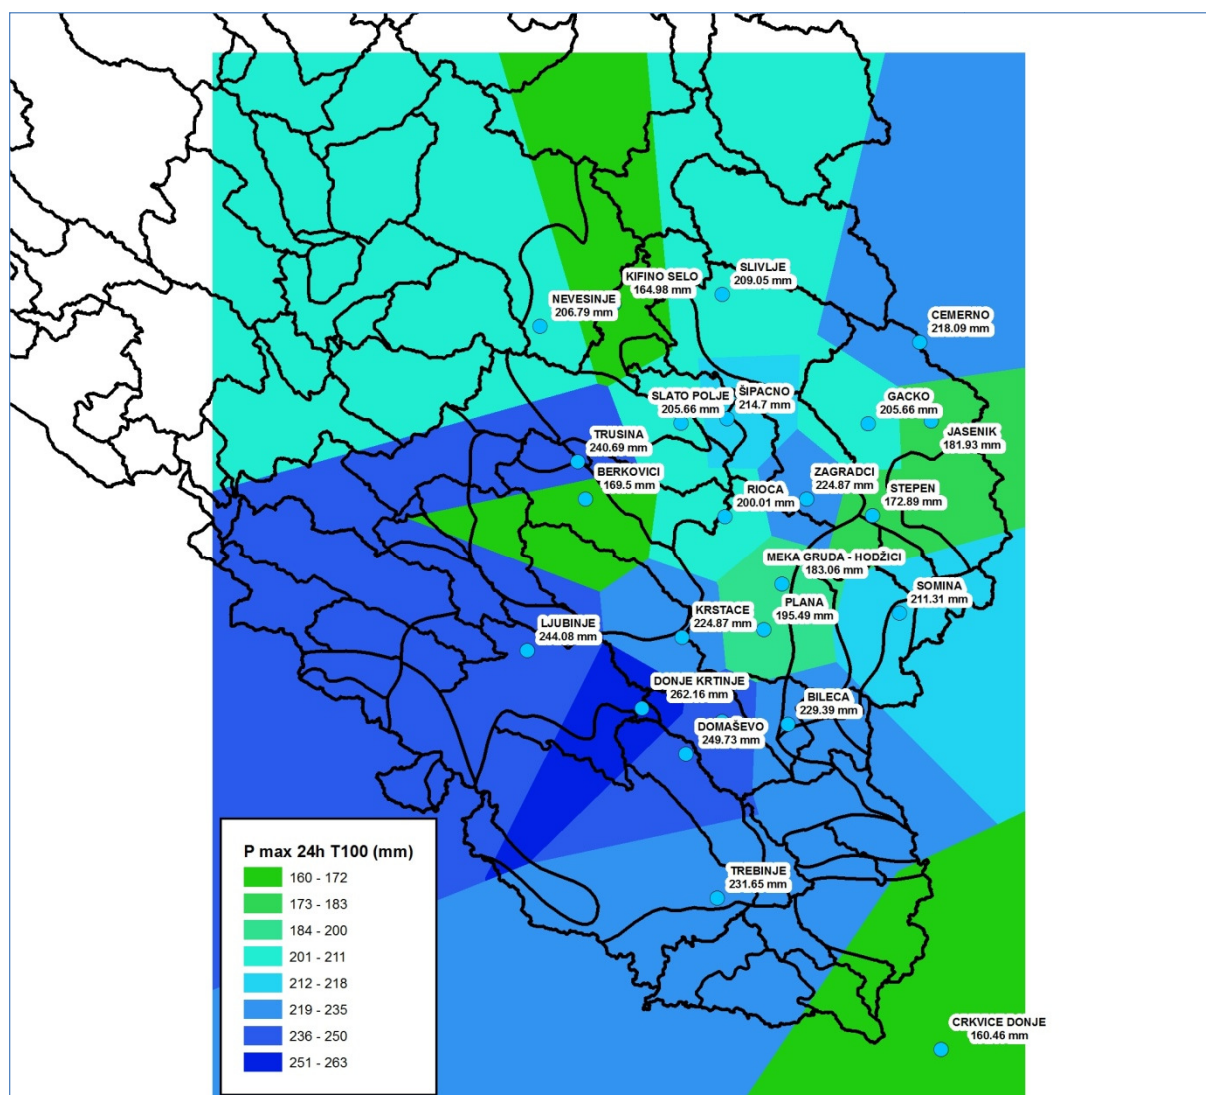 KIFINO SELO
164.98 mm
SLIVLJE
209.05 mm
NEVESINJE
206.79 mm
CEMERNO
218.09 mm
SLATO POLJE
205.66 mm
ŠIPACNO
214.7 mm
GACKO
205.66 mm
JASENIK
181.93 mm
TRUSINA
240.69 mm
BERKOVICI
169.5 mm
ZAGRADCI
224.87 mm
RIOCA
200.01 mm
STEPEN
172.89 mm
MEKA GRUDA - HODŽICI
183.06 mm
SOMINA
211.31 mm
PLANA
195.49 mm
KRSTACE
224.87 mm
LJUBINJE
244.08 mm
DONJE KRTINJE
262.16 mm
BILECA
229.39 mm
DOMAŠEVO
249.73 mm
TREBINJE
231.65 mm
CRKVICE DONJE
160.46 mm
P max 24h T100 (mm)
160 - 172
173 - 183
184 - 200
201 - 211
212 - 218
219 - 235
236 - 250
251 - 263